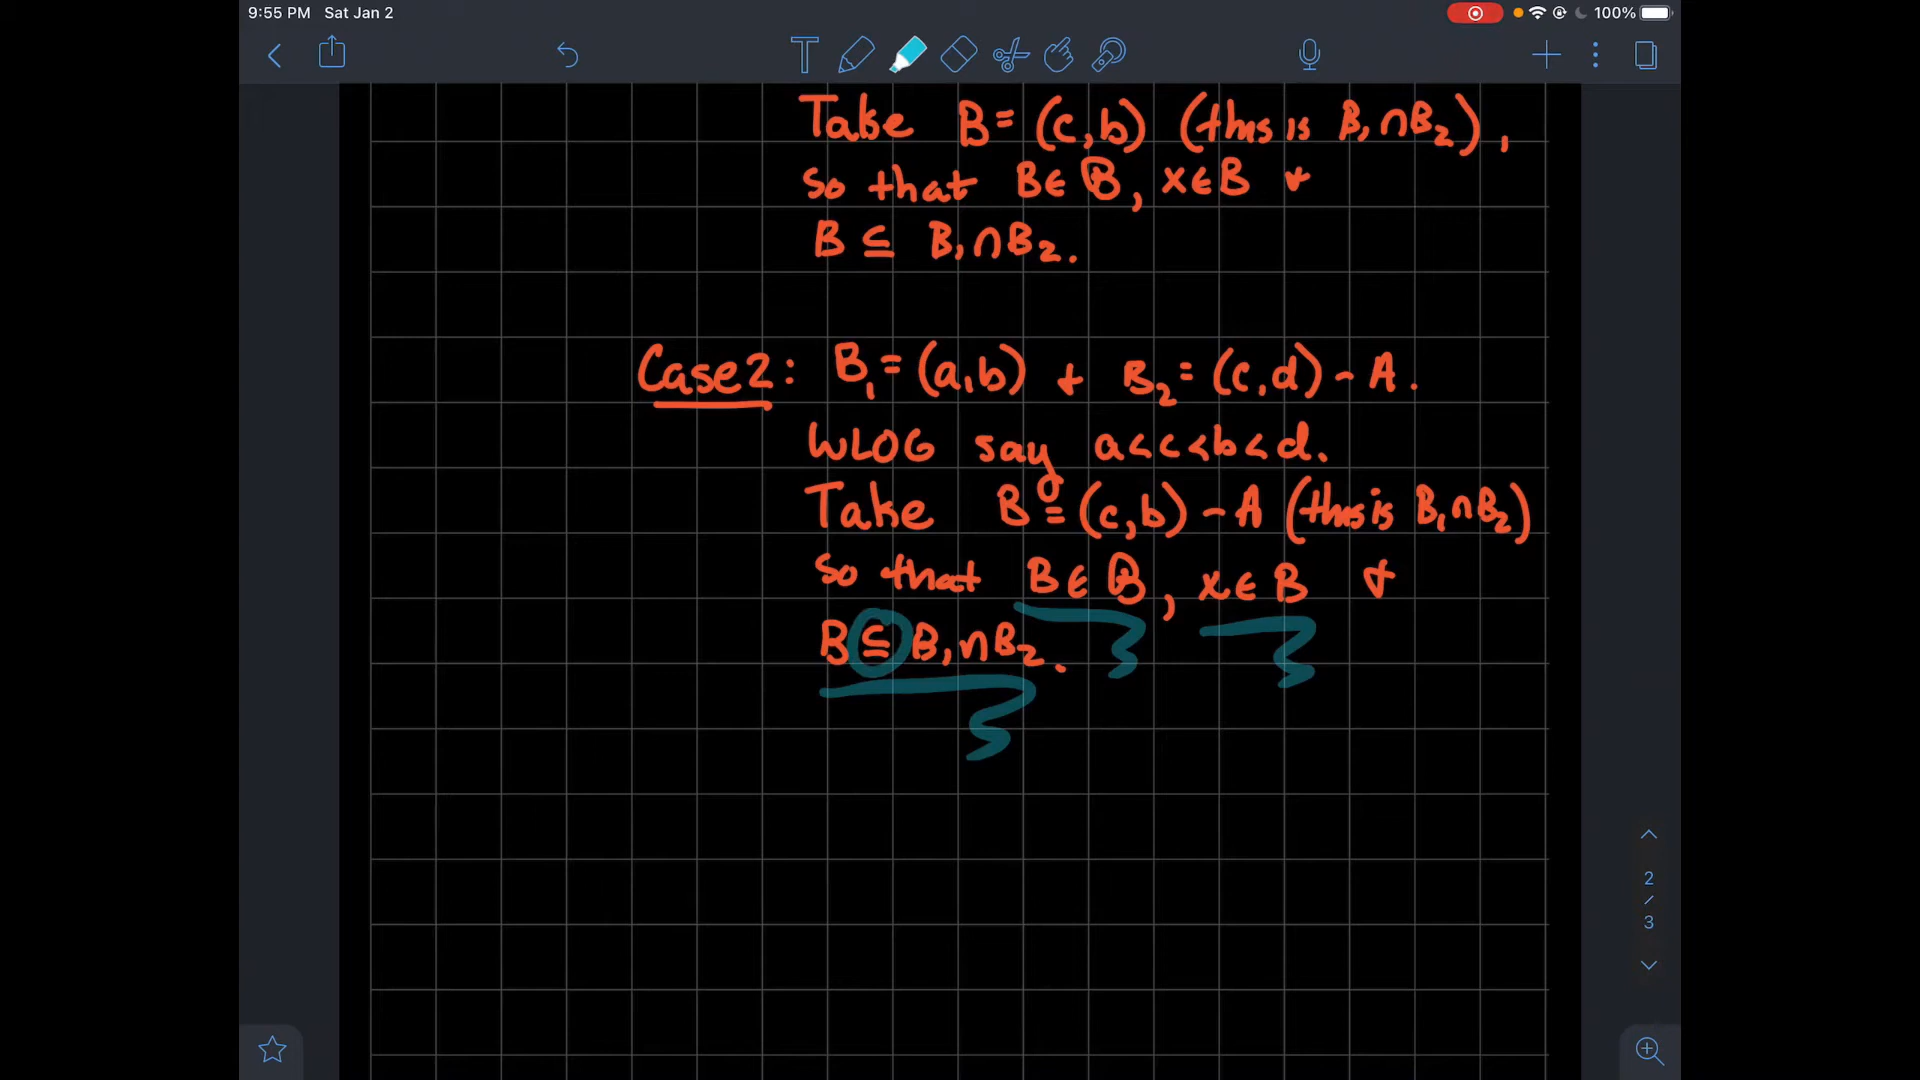 9:55 PM Sat Jan 2
100%
Take B = (c,b) (this is B₁∩B₂),
so that B∈𝓑, x∈B +
B ⊆ B₁∩B₂.
Case 2: B₁ = (a,b) + B₂ = (c,d) - A.
WLOG say a<c<b<d.
Take B = (c,b) - A (this is B₁∩B₂)
so that B∈𝓑, x∈B +
B ⊆ B₁∩B₂.
2
/
3